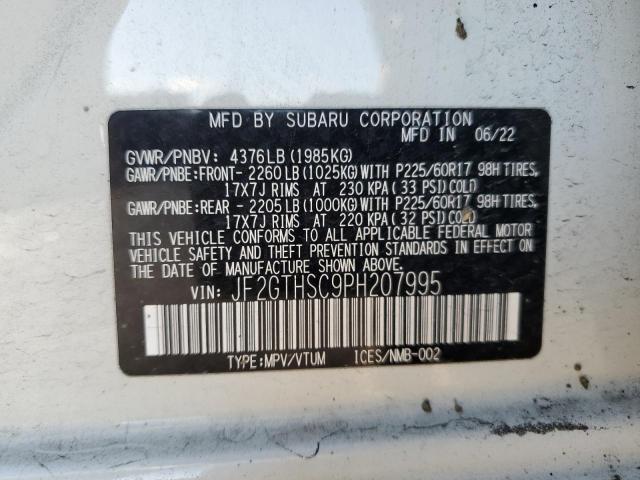 MFD BY SUBARU CORPORATION
MFD IN 06/22
GVWR/PNBV: 4376LB (1985KG)
GAWR/PNBE:FRONT- 2260LB (1025KG) WITH P225/60R17 98H TIRES,
17X7J RIMS AT 230 KPA (33 PSI) COLD
GAWR/PNBE:REAR - 2205LB (1000KG) WITH P225/60R17 98H TIRES,
17X7J RIMS AT 220 KPA (32 PSI) COLD
THIS VEHICLE CONFORMS TO ALL APPLICABLE FEDERAL MOTOR
VEHICLE SAFETY AND THEFT PREVENTION STANDARDS IN
EFFECT ON THE DATE OF MANUFACTURE SHOWN ABOVE.
VIN: JF2GTHSC9PH207995
TYPE:MPV/VTUM ICES/NMB-002